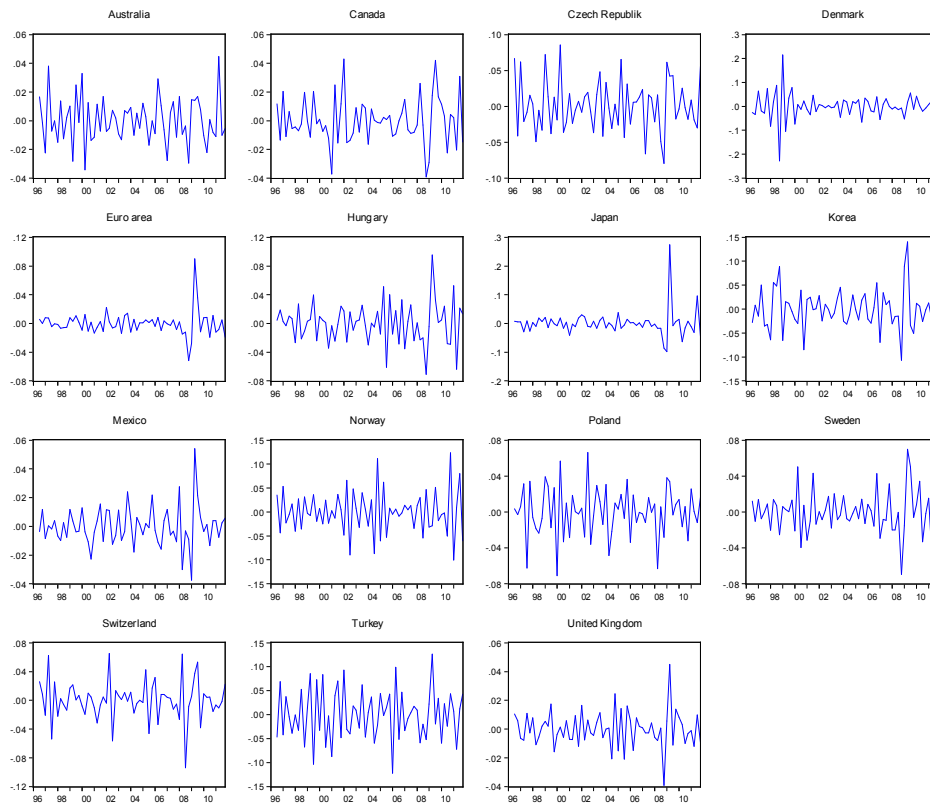 Australia Canada Czech Republik Denmark
.06 .06 .10 .3
.04 .04 .05 .2
.02 .02 .00 .1
.00 .00 -.05 .0
-.02 -.02 -.10 -.1
-.04 -.04 -.2
-.3
96 98 00 02 04 06 08 10 96 98 00 02 04 06 08 10 96 98 00 02 04 06 08 10 96 98 00 02 04 06 08 10
Euro area Hungary Japan Korea
.12 .12 .3 .15
.08 .08 .2 .10
.04 .04 .1 .05
.00 .00 .0 .00
-.04 -.04 -.1 -.05
-.08 -.08 -.2 -.10
-.15
96 98 00 02 04 06 08 10 96 98 00 02 04 06 08 10 96 98 00 02 04 06 08 10 96 98 00 02 04 06 08 10
Mexico Norway Poland Sweden
.06 .15 .08 .08
.04 .10 .04 .04
.02 .05 .00 .00
.00 .00 -.04 -.04
-.02 -.05 -.08 -.08
-.04 -.10
-.15
96 98 00 02 04 06 08 10 96 98 00 02 04 06 08 10 96 98 00 02 04 06 08 10 96 98 00 02 04 06 08 10
Switzerland Turkey United Kingdom
.08 .15 .06
.04 .10 .04
.00 .05 .02
-.04 .00 .00
-.08 -.05 -.02
-.12 -.10 -.04
-.15
96 98 00 02 04 06 08 10 96 98 00 02 04 06 08 10 96 98 00 02 04 06 08 10